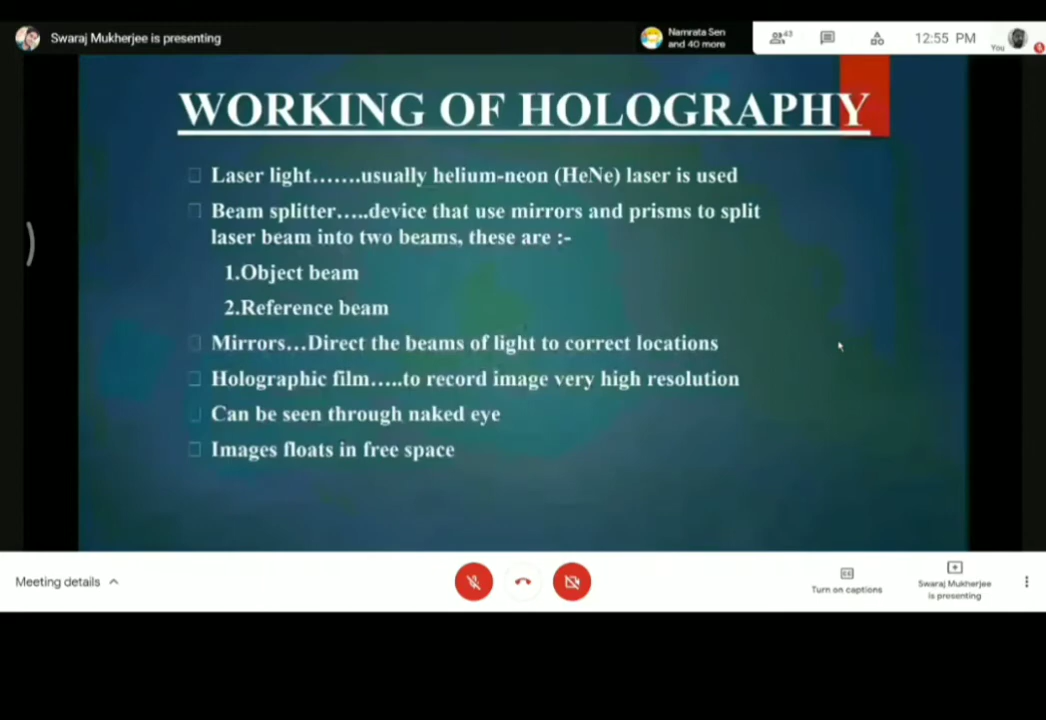 Swaraj Mukherjee is presenting
Namrata Sen
and 40 more
43
12:55 PM
You
WORKING OF HOLOGRAPHY
Laser light.......usually helium-neon (HeNe) laser is used
Beam splitter.....device that use mirrors and prisms to split
laser beam into two beams, these are :-
1.Object beam
2.Reference beam
Mirrors...Direct the beams of light to correct locations
Holographic film.....to record image very high resolution
Can be seen through naked eye
Images floats in free space
Meeting details
Turn on captions
Swaraj Mukherjee
is presenting